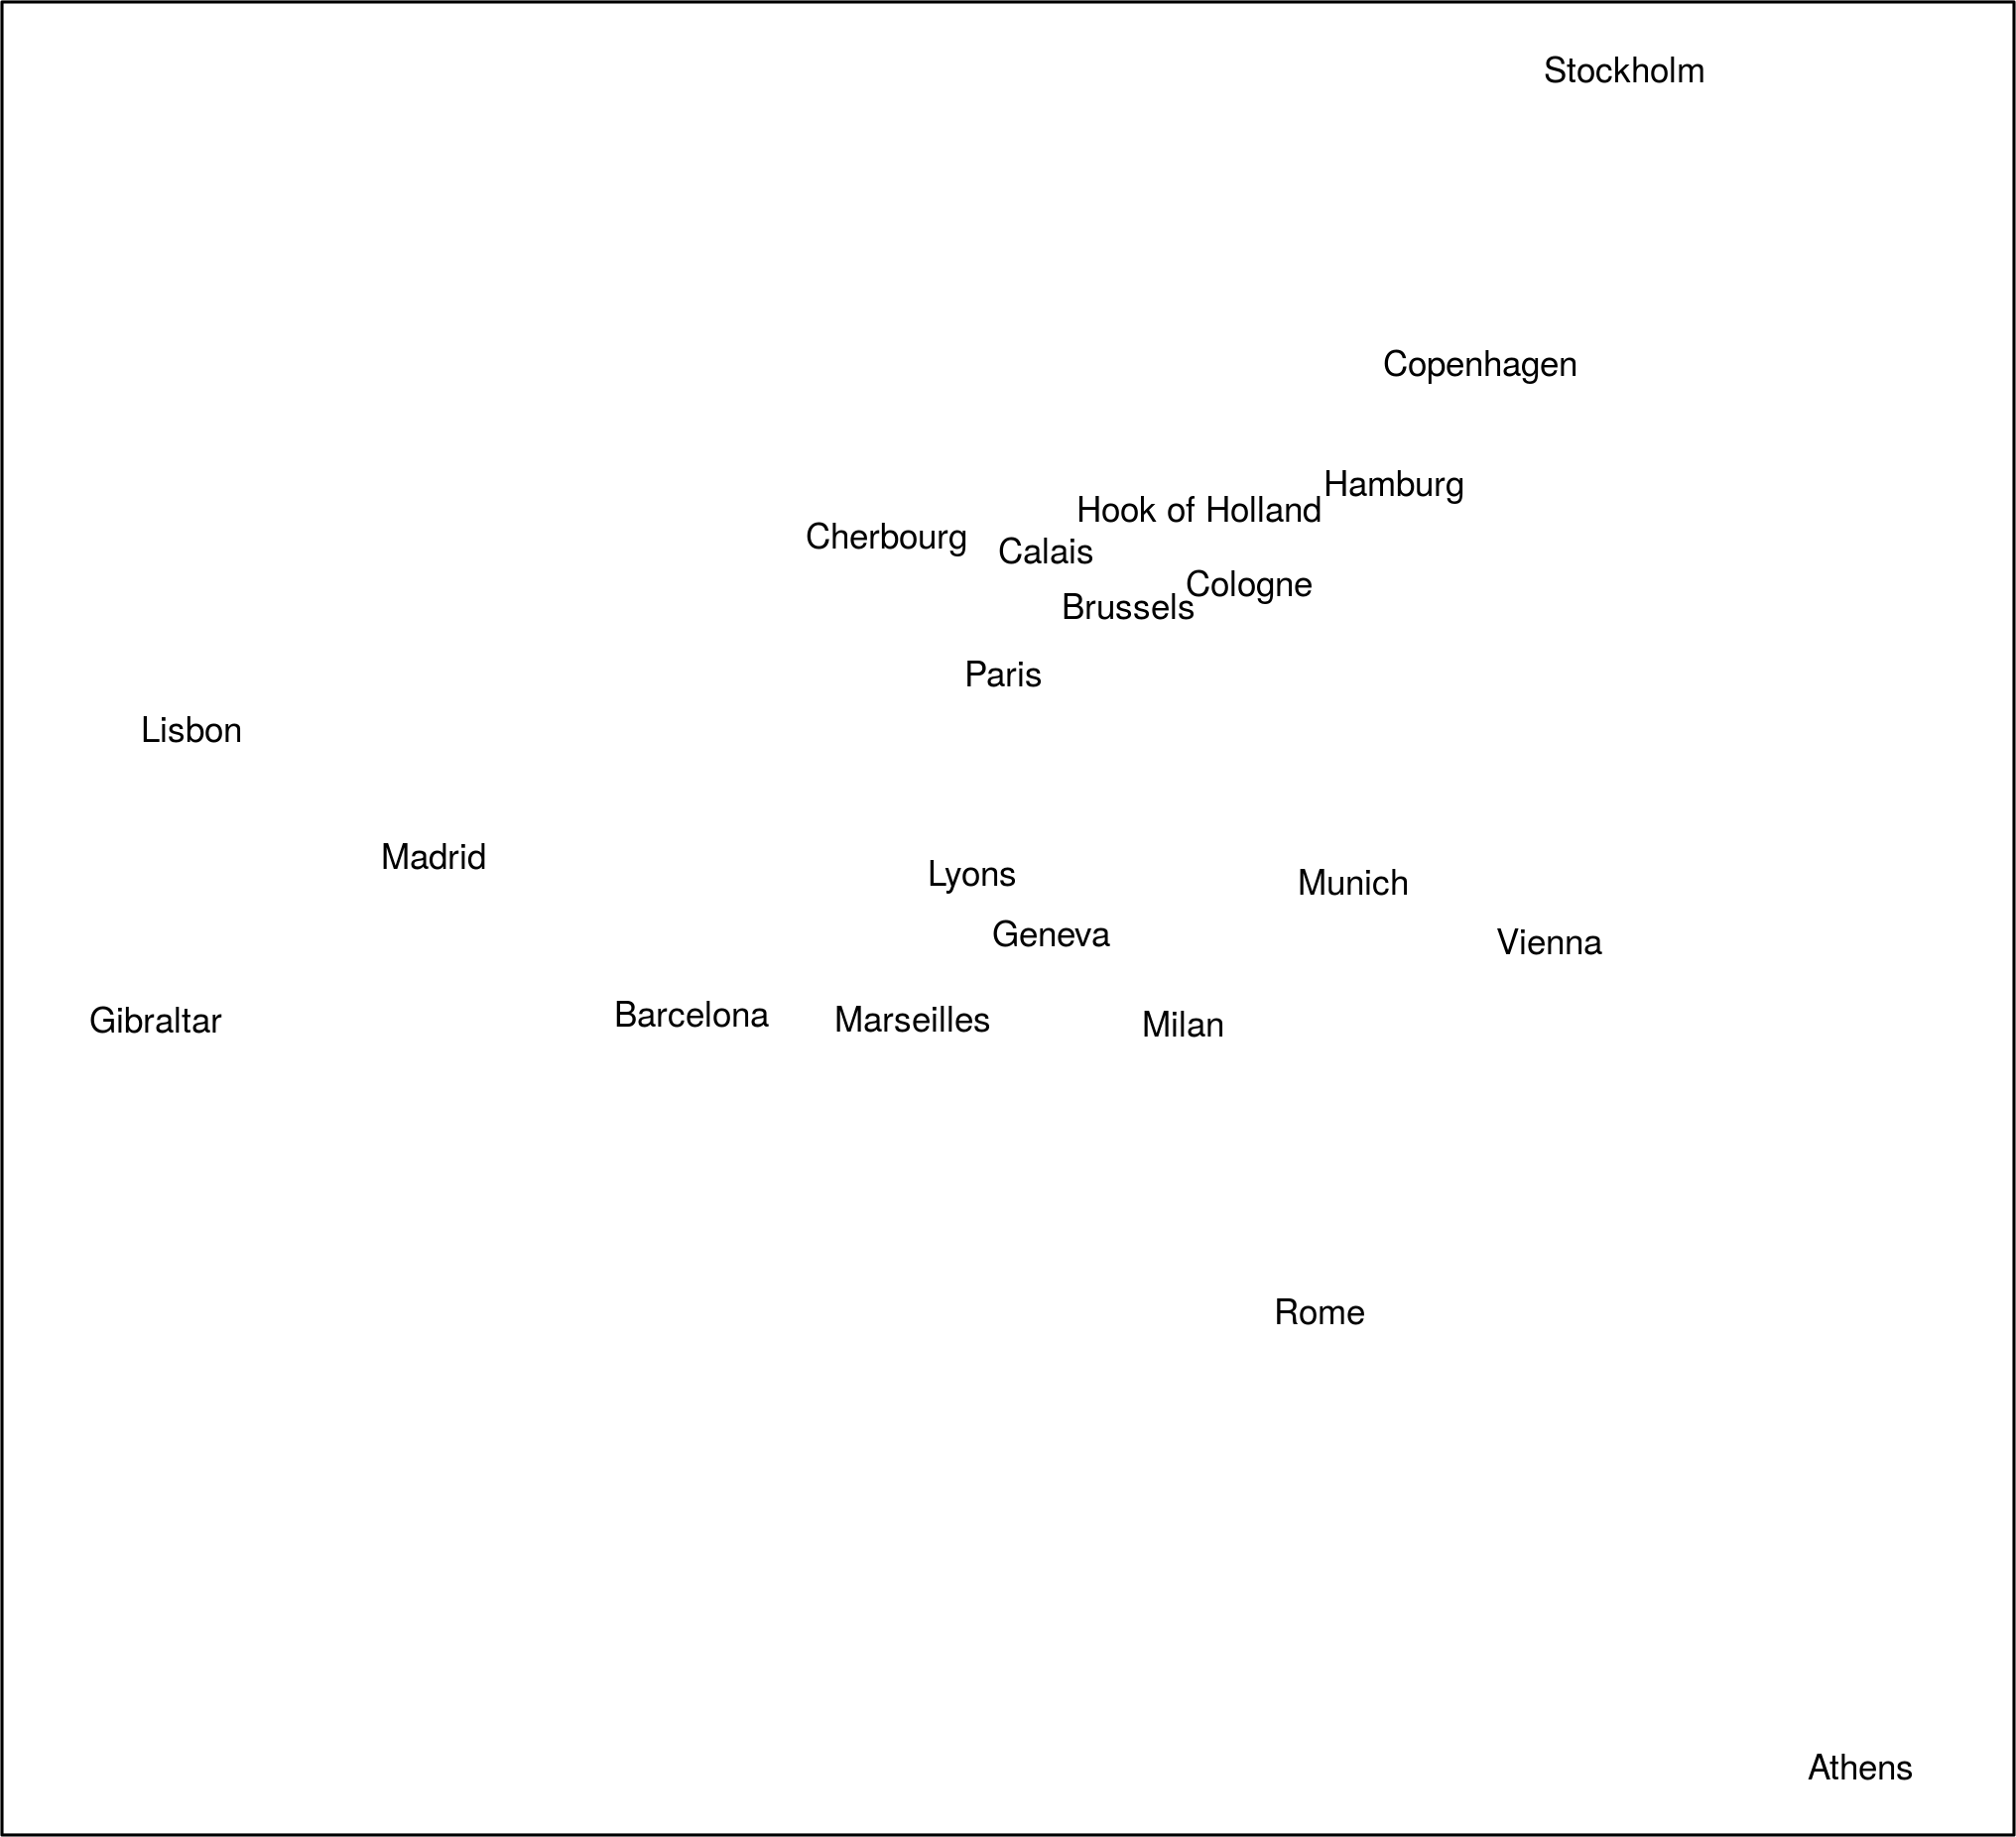 Stockholm
Copenhagen
Hamburg
Hook of Holland
Cherbourg
Calais
Cologne
Brussels
Paris
Lisbon
Madrid
Lyons
Munich
Geneva
Vienna
Gibraltar
Barcelona
Marseilles
Milan
Rome
Athens